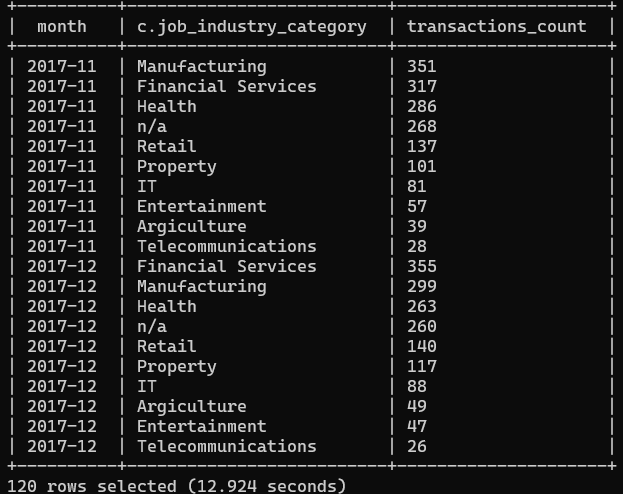 +----------+--------------------------+---------------------+
|  month   | c.job_industry_category  | transactions_count  |
+----------+--------------------------+---------------------+
| 2017-11  | Manufacturing            | 351                 |
| 2017-11  | Financial Services       | 317                 |
| 2017-11  | Health                   | 286                 |
| 2017-11  | n/a                      | 268                 |
| 2017-11  | Retail                   | 137                 |
| 2017-11  | Property                 | 101                 |
| 2017-11  | IT                       | 81                  |
| 2017-11  | Entertainment            | 57                  |
| 2017-11  | Argiculture              | 39                  |
| 2017-11  | Telecommunications       | 28                  |
| 2017-12  | Financial Services       | 355                 |
| 2017-12  | Manufacturing            | 299                 |
| 2017-12  | Health                   | 263                 |
| 2017-12  | n/a                      | 260                 |
| 2017-12  | Retail                   | 140                 |
| 2017-12  | Property                 | 117                 |
| 2017-12  | IT                       | 88                  |
| 2017-12  | Argiculture              | 49                  |
| 2017-12  | Entertainment            | 47                  |
| 2017-12  | Telecommunications       | 26                  |
+----------+--------------------------+---------------------+
120 rows selected (12.924 seconds)